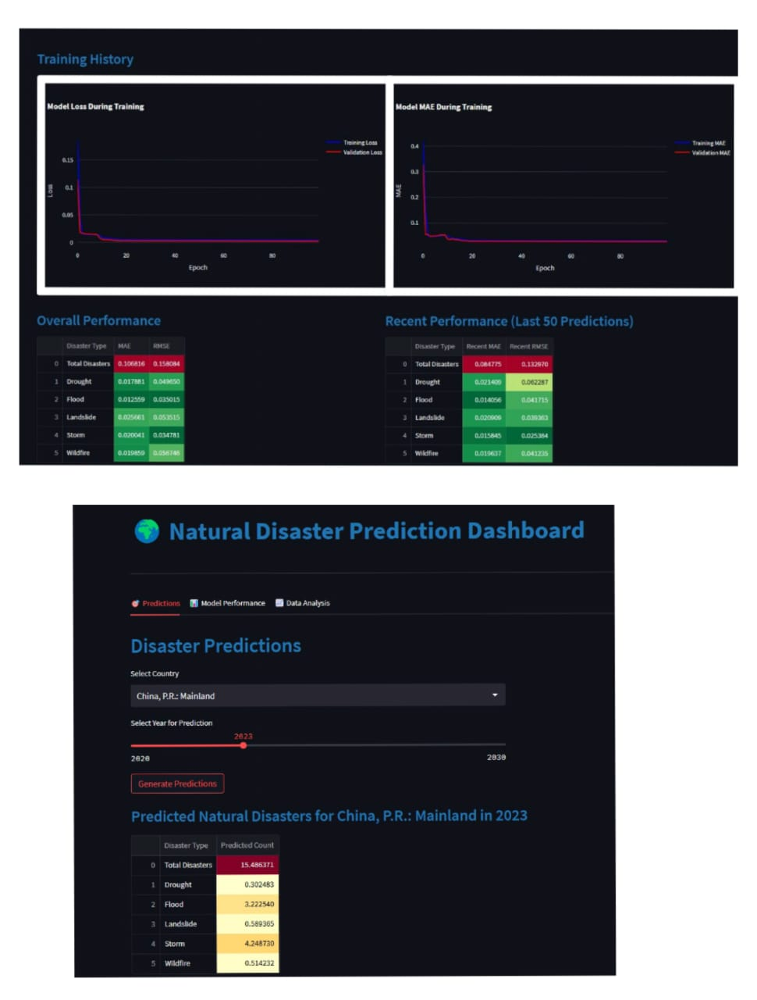 Training History
Model Loss During Training
Training Loss
Validation Loss
0.15
0.1
0.05
0
Loss
0 20 40 60 80
Epoch
Model MAE During Training
Training MAE
Validation MAE
0.4
0.3
0.2
0.1
MAE
0 20 40 60 80
Epoch
Overall Performance
Disaster Type MAE RMSE
0 Total Disasters 0.106816 0.158084
1 Drought 0.017881 0.049650
2 Flood 0.012559 0.035015
3 Landslide 0.025661 0.053515
4 Storm 0.020041 0.034781
5 Wildfire 0.019859 0.056746
Recent Performance (Last 50 Predictions)
Disaster Type Recent MAE Recent RMSE
0 Total Disasters 0.084775 0.132970
1 Drought 0.021409 0.062287
2 Flood 0.014056 0.041715
3 Landslide 0.020909 0.039363
4 Storm 0.015845 0.025384
5 Wildfire 0.019637 0.041235
Natural Disaster Prediction Dashboard
Predictions Model Performance Data Analysis
Disaster Predictions
Select Country
China, P.R.: Mainland
Select Year for Prediction
2023
2020 2030
Generate Predictions
Predicted Natural Disasters for China, P.R.: Mainland in 2023
Disaster Type Predicted Count
0 Total Disasters 15.486371
1 Drought 0.302483
2 Flood 3.222540
3 Landslide 0.589365
4 Storm 4.248730
5 Wildfire 0.514232